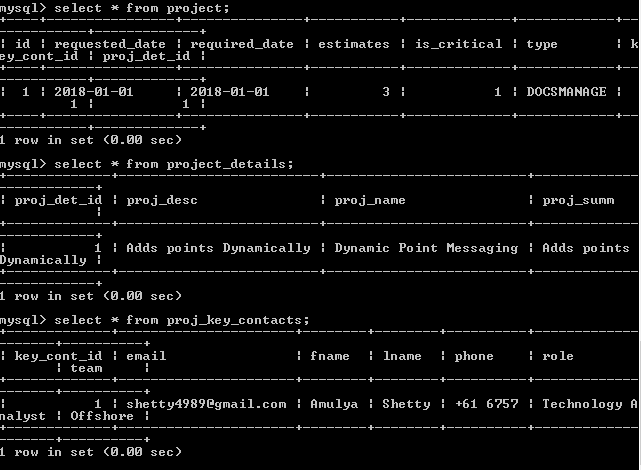 mysql> select * from project;
+----+----------------+---------------+-----------+-------------+------------+--
-----------+-------------+
| id | requested_date | required_date | estimates | is_critical | type       | k
ey_cont_id | proj_det_id |
+----+----------------+---------------+-----------+-------------+------------+--
-----------+-------------+
|  1 | 2018-01-01     | 2018-01-01    |         3 |           1 | DOCSMANAGE |
         1 |           1 |
+----+----------------+---------------+-----------+-------------+------------+--
-----------+-------------+
1 row in set (0.00 sec)
mysql> select * from project_details;
+-------------+------------------------+-------------------------+------------
------------+
| proj_det_id | proj_desc              | proj_name               | proj_summ
            |
+-------------+------------------------+-------------------------+------------
------------+
|           1 | Adds points Dynamically | Dynamic Point Messaging | Adds points
Dynamically |
+-------------+------------------------+-------------------------+------------
------------+
1 row in set (0.00 sec)
mysql> select * from proj_key_contacts;
+-------------+----------------------+--------+--------+----------+-------------
-------+----------+
| key_cont_id | email                | fname  | lname  | phone    | role
       | team     |
+-------------+----------------------+--------+--------+----------+-------------
-------+----------+
|           1 | shetty4989@gmail.com | Amulya | Shetty | +61 6757 | Technology A
nalyst | Offshore |
+-------------+----------------------+--------+--------+----------+-------------
-------+----------+
1 row in set (0.00 sec)